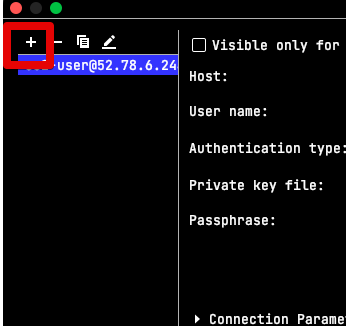 Visible only for
user@52.78.6.24
Host:
User name:
Authentication type:
Private key file:
Passphrase:
Connection Parame